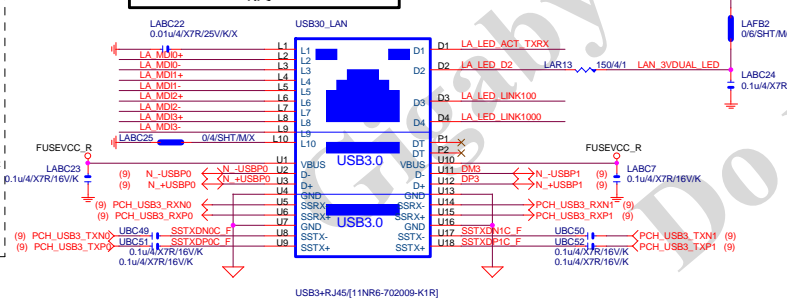 LABC22
0.01u/4/X7R/25V/K/X
USB30_LAN
LAFB2
0/6/SHT/M/
L1 L1 D1 D1 LA_LED_ACT_TXRX
LA_MDI0+ L2 L2
LA_MDI0- L3 L3 D2 D2 LA_LED_D2 LAR13 150/4/1 LAN_3VDUAL_LED
LA_MDI1+ L4 L4
LA_MDI1- L5 L5
LA_MDI2+ L6 L6 D3 D3 LA_LED_LINK100
LA_MDI2- L7 L7
LA_MDI3+ L8 L8 D4 D4 LA_LED_LINK1000
LA_MDI3- L9 L9
LABC25 0/4/SHT/M/X L10 L10
LABC24
0.1u/4/X7R
DT P1
DT P2
FUSEVCC_R FUSEVCC_R
USB3.0
U1 VBUS VBUS U10
LABC23
0.1u/4/X7R/16V/K
(9) N_-USBP0 N_-USBP0 U2 D- D- U11 DM3 N_-USBP1 (9)
(9) N_+USBP0 N_+USBP0 U3 D+ D+ U12 DP3 N_+USBP1 (9)
LABC7
0.1u/4/X7R/16V/K
U4 GND GND U13
(9) PCH_USB3_RXN0 U5 SSRX- SSRX- U14 PCH_USB3_RXN1 (9)
(9) PCH_USB3_RXP0 U6 SSRX+ SSRX+ U15 PCH_USB3_RXP1 (9)
USB3.0
U7 GND GND U16
(9) PCH_USB3_TXN0 UBC49 SSTXDN0C_F U8 SSTX- SSTX- U17 SSTXDN1C_F UBC50 PCH_USB3_TXN1 (9)
(9) PCH_USB3_TXP0 UBC51 SSTXDP0C_F U9 SSTX+ SSTX+ U18 SSTXDP1C_F UBC52 PCH_USB3_TXP1 (9)
0.1u/4/X7R/16V/K 0.1u/4/X7R/16V/K
0.1u/4/X7R/16V/K 0.1u/4/X7R/16V/K
USB3+RJ45/[11NR6-702009-K1R]
Gigaby
Do